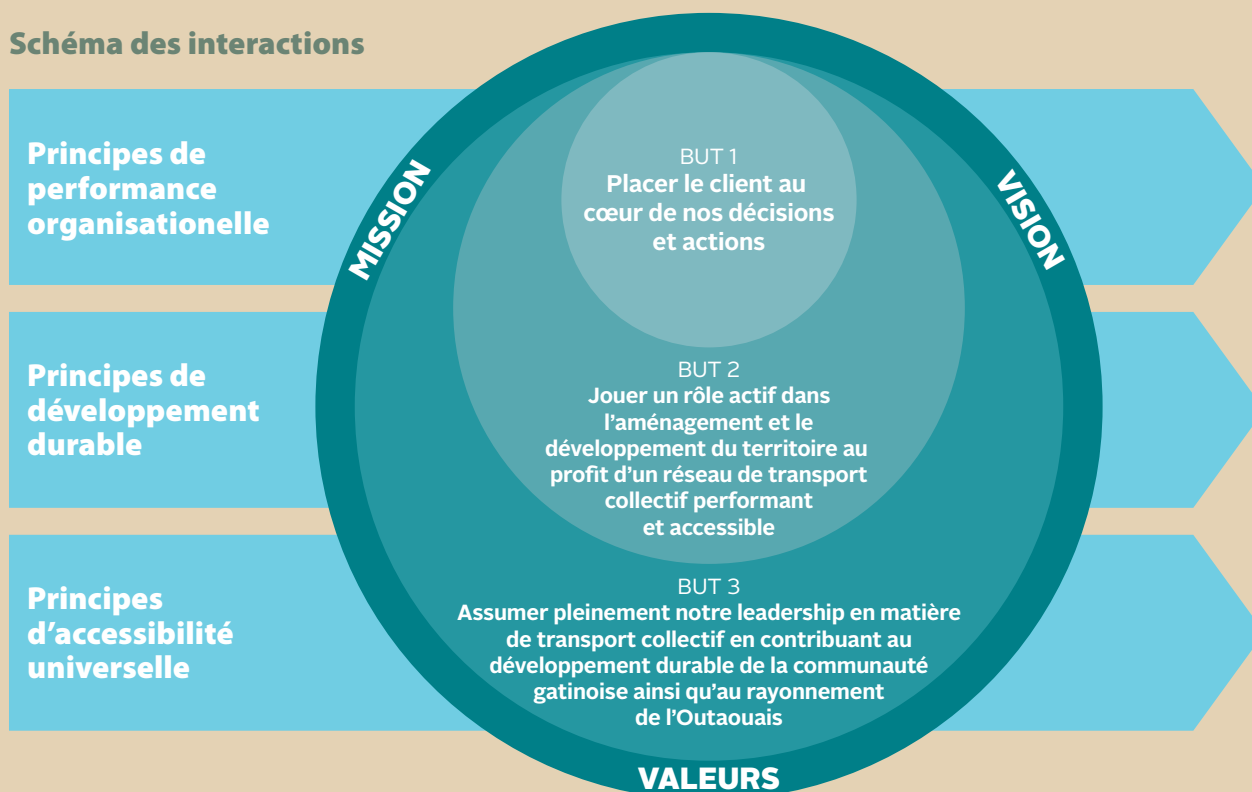 Schéma des interactions
Principes de
performance
organisationelle
Principes de
développement
durable
Principes
d’accessibilité
universelle
MISSION
VISION
BUT 1
Placer le client au
cœur de nos décisions
et actions
BUT 2
Jouer un rôle actif dans
l’aménagement et le
développement du territoire au
profit d’un réseau de transport
collectif performant
et accessible
BUT 3
Assumer pleinement notre leadership en matière
de transport collectif en contribuant au
développement durable de la communauté
gatinoise ainsi qu’au rayonnement
de l’Outaouais
VALEURS